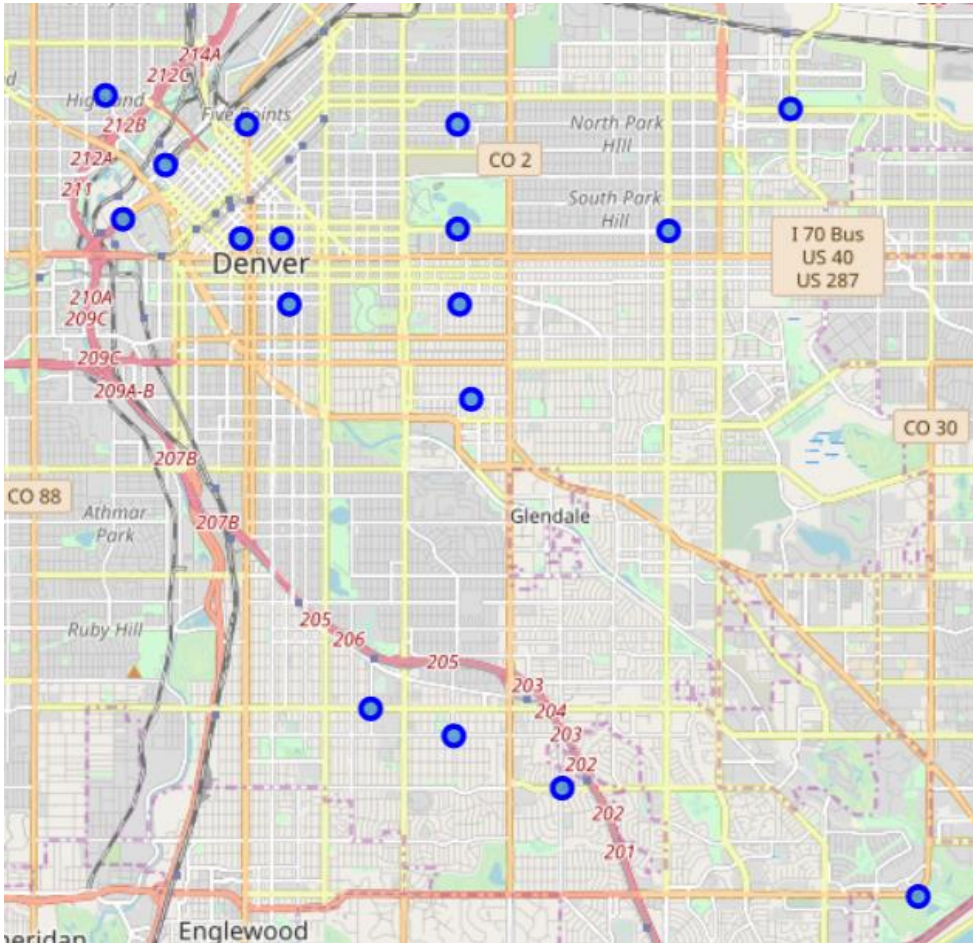 214A
212C
Highland
212B
Five Points
North Park
HIll
CO 2
212A
211
South Park
Hill
I 70 Bus
US 40
US 287
Denver
210A
209C
209C
209A-B
CO 30
207B
CO 88
Athmar
Park
207B
Glendale
205
206
Ruby Hill
205
203
204
203
202
202
201
Englewood